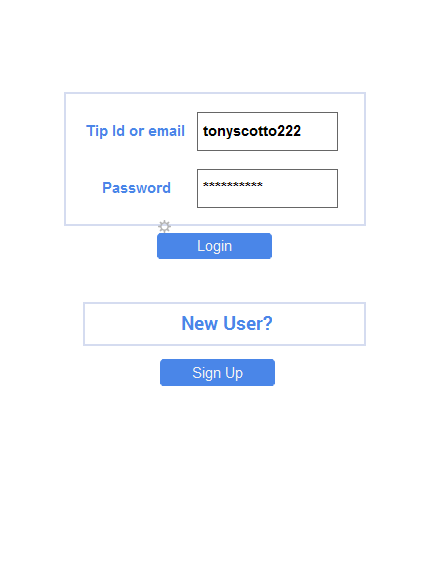 Tip Id or email
tonyscotto222
Password
**********
Login
New User?
Sign Up